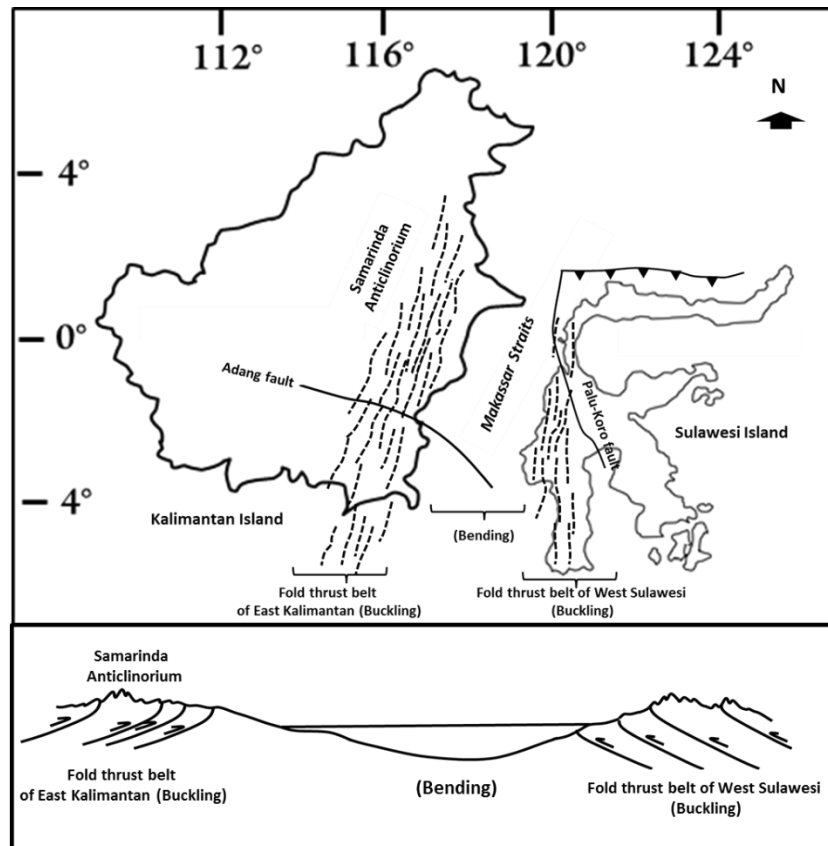 112°
116°
120°
124°
N
4°
0°
4°
Samarinda
Anticlinorium
Adang fault
Makassar Straits
Palu-Koro fault
Sulawesi Island
Kalimantan Island
(Bending)
Fold thrust belt
of East Kalimantan (Buckling)
Fold thrust belt of West Sulawesi
(Buckling)
Samarinda
Anticlinorium
Fold thrust belt
of East Kalimantan (Buckling)
(Bending)
Fold thrust belt of West Sulawesi
(Buckling)